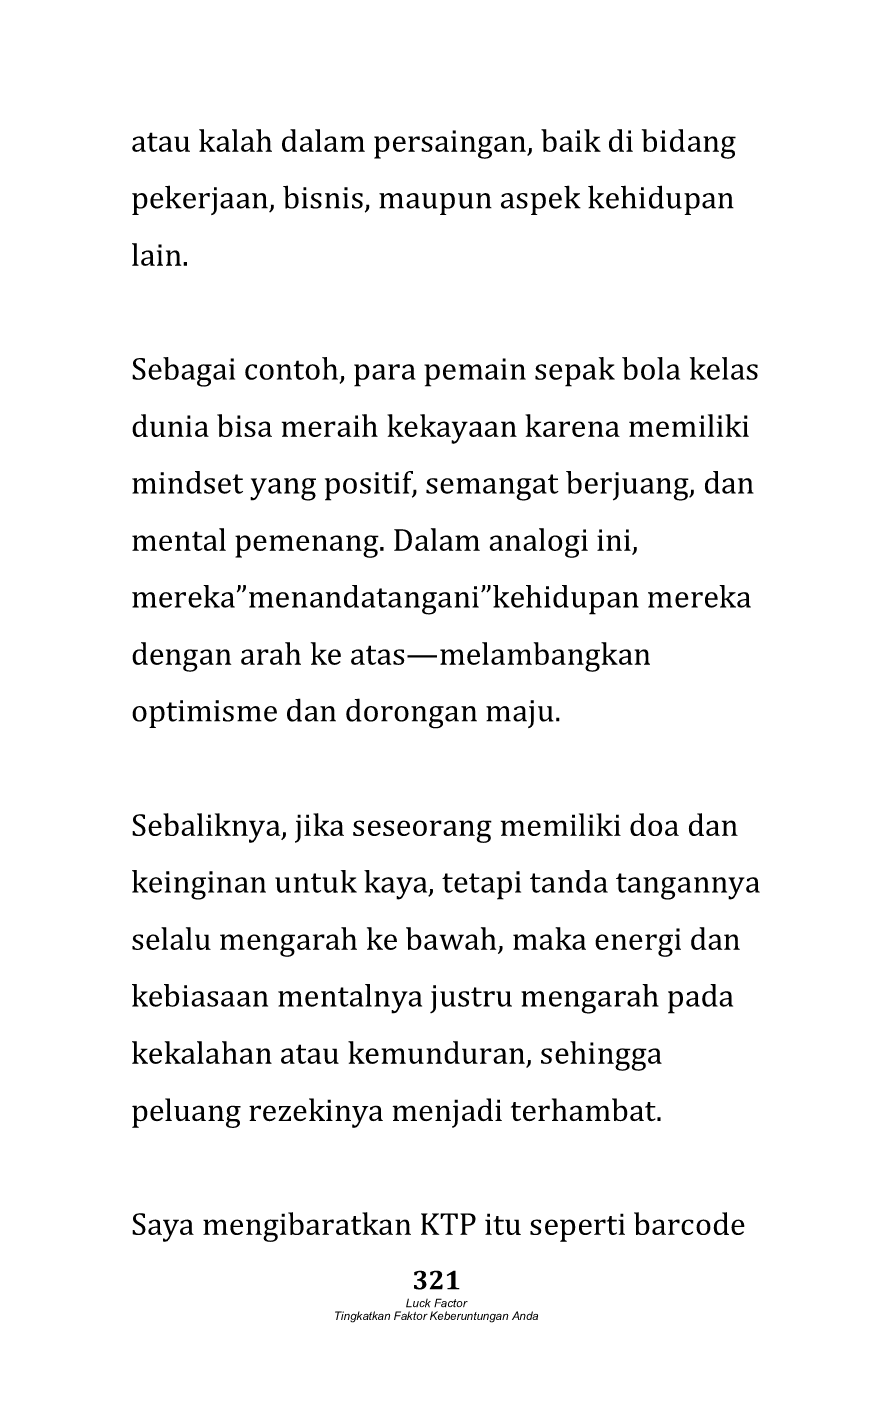 atau kalah dalam persaingan, baik di bidang
pekerjaan, bisnis, maupun aspek kehidupan
lain.
Sebagai contoh, para pemain sepak bola kelas
dunia bisa meraih kekayaan karena memiliki
mindset yang positif, semangat berjuang, dan
mental pemenang. Dalam analogi ini,
mereka”menandatangani”kehidupan mereka
dengan arah ke atas—melambangkan
optimisme dan dorongan maju.
Sebaliknya, jika seseorang memiliki doa dan
keinginan untuk kaya, tetapi tanda tangannya
selalu mengarah ke bawah, maka energi dan
kebiasaan mentalnya justru mengarah pada
kekalahan atau kemunduran, sehingga
peluang rezekinya menjadi terhambat.
Saya mengibaratkan KTP itu seperti barcode
321
Luck Factor
Tingkatkan Faktor Keberuntungan Anda